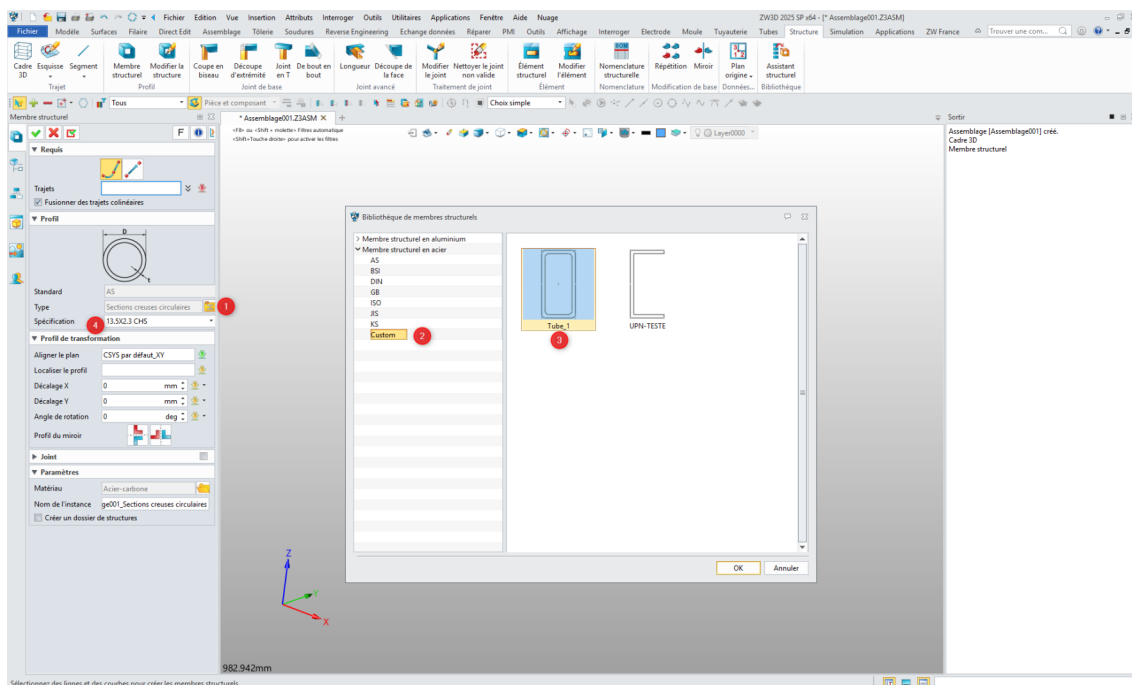 Fichier Edition Vue Insertion Attributs Interroger Outils Utilitaires Applications Fenêtre Aide Nuage ZW3D 2025 SP x64 - [* Assemblage001.Z3ASM]
Fichier Modèle Surfaces Filaire Direct Edit Assemblage Tôlerie Soudures Reverse Engineering Echange données Réparer PMI Outils Affichage Interroger Electrode Moule Tuyauterie Tubes Structure Simulation Applications ZW France Trouver une com...
Cadre 3D Esquisse Segment Membre structurel Modifier la structure Coupe en biseau Découpe d'extrémité Joint en T De bout en bout Longueur Découpe de la face Modifier le joint Nettoyer le joint non valide Élément structurel Modifier l'élément Nomenclature structurelle Répétition Miroir Plan origine Assistant structurel
Trajet Profil Joint de base Joint avancé Traitement de joint Élément Nomenclature Modification de base Données... Bibliothèque
Tous Pièce et composant Choix simple
Membre structurel
* Assemblage001.Z3ASM
<F8> ou <Shift + molette> Filtres automatique
<Shift+Touche droite> pour activer les filtres
Layer0000
Sortir
Assemblage [Assemblage001] créé.
Cadre 3D
Membre structurel
F
Requis
Trajets
Fusionner des trajets colinéaires
Profil
D
t
Standard AS
Type Sections creuses circulaires 1
Spécification 4 13.5X2.3 CHS
Profil de transformation
Aligner le plan CSYS par défaut_XY
Localiser le profil
Décalage X 0 mm
Décalage Y 0 mm
Angle de rotation 0 deg
Profil du miroir
Joint
Paramètres
Matériau Acier-carbone
Nom de l'instance ge001_Sections creuses circulaires
Créer un dossier de structures
Bibliothèque de membres structurels
Membre structurel en aluminium
Membre structurel en acier
AS
BSI
DIN
GB
ISO
JIS
KS
Custom 2
Tube_1 UPN-TESTE
3
OK Annuler
Z
Y
X
982.942mm
Sélectionnez des lignes et des courbes pour créer les membres structurels